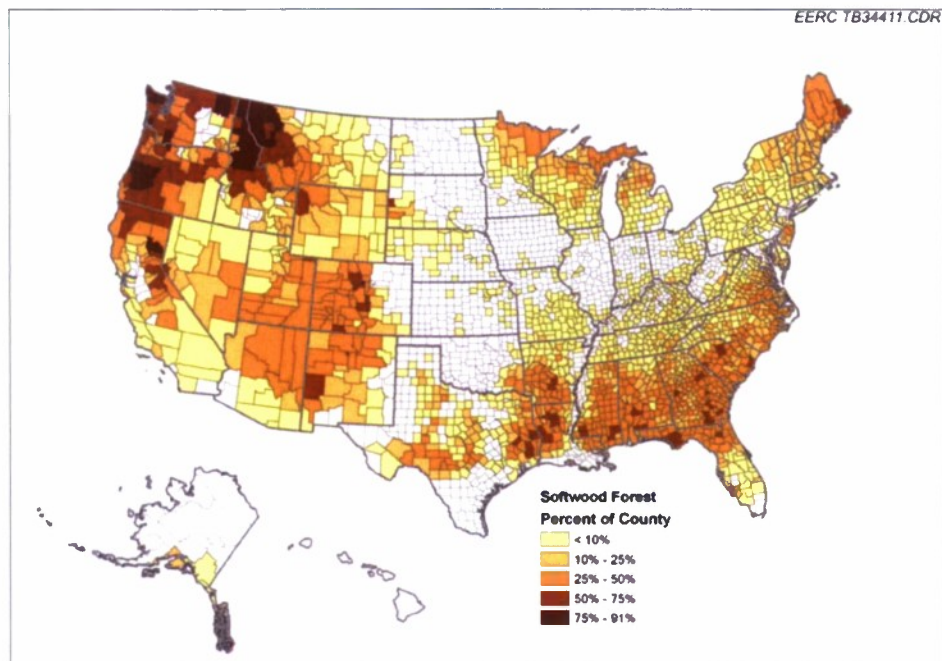 EERC TB34411.CDR
Softwood Forest
Percent of County
< 10%
10% - 25%
25% - 50%
50% - 75%
75% - 91%